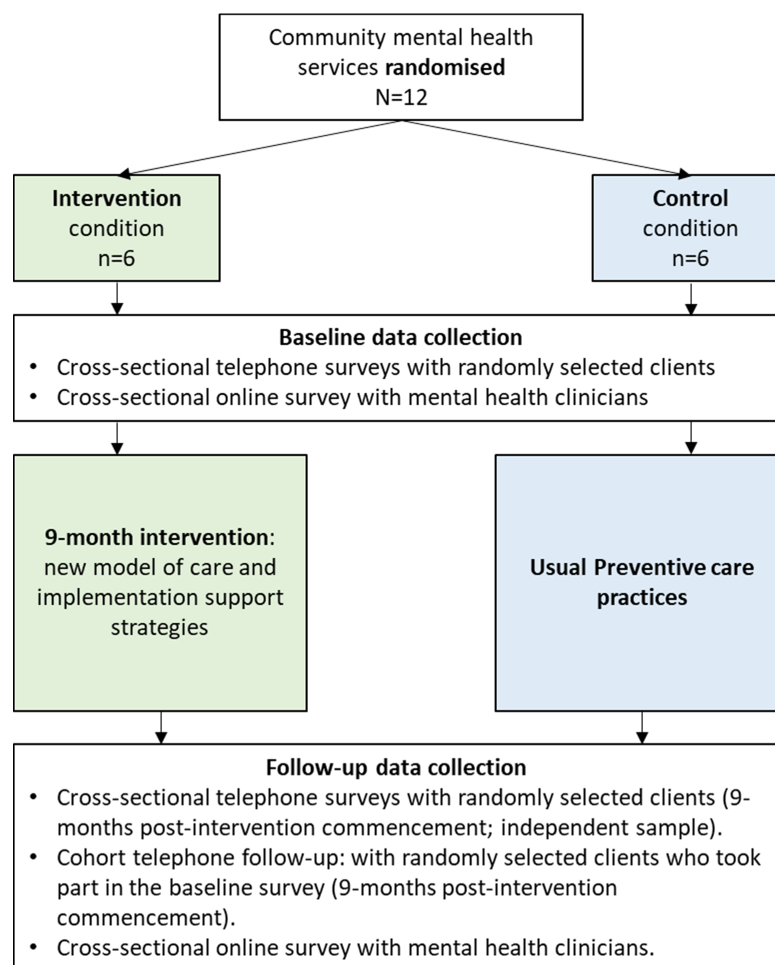 Community mental health
services randomised
N=12
Intervention
condition
n=6
Control
condition
n=6
Baseline data collection
• Cross-sectional telephone surveys with randomly selected clients
• Cross-sectional online survey with mental health clinicians
9-month intervention:
new model of care and
implementation support
strategies
Usual Preventive care
practices
Follow-up data collection
• Cross-sectional telephone surveys with randomly selected clients (9-
months post-intervention commencement; independent sample).
• Cohort telephone follow-up: with randomly selected clients who took
part in the baseline survey (9-months post-intervention
commencement).
• Cross-sectional online survey with mental health clinicians.